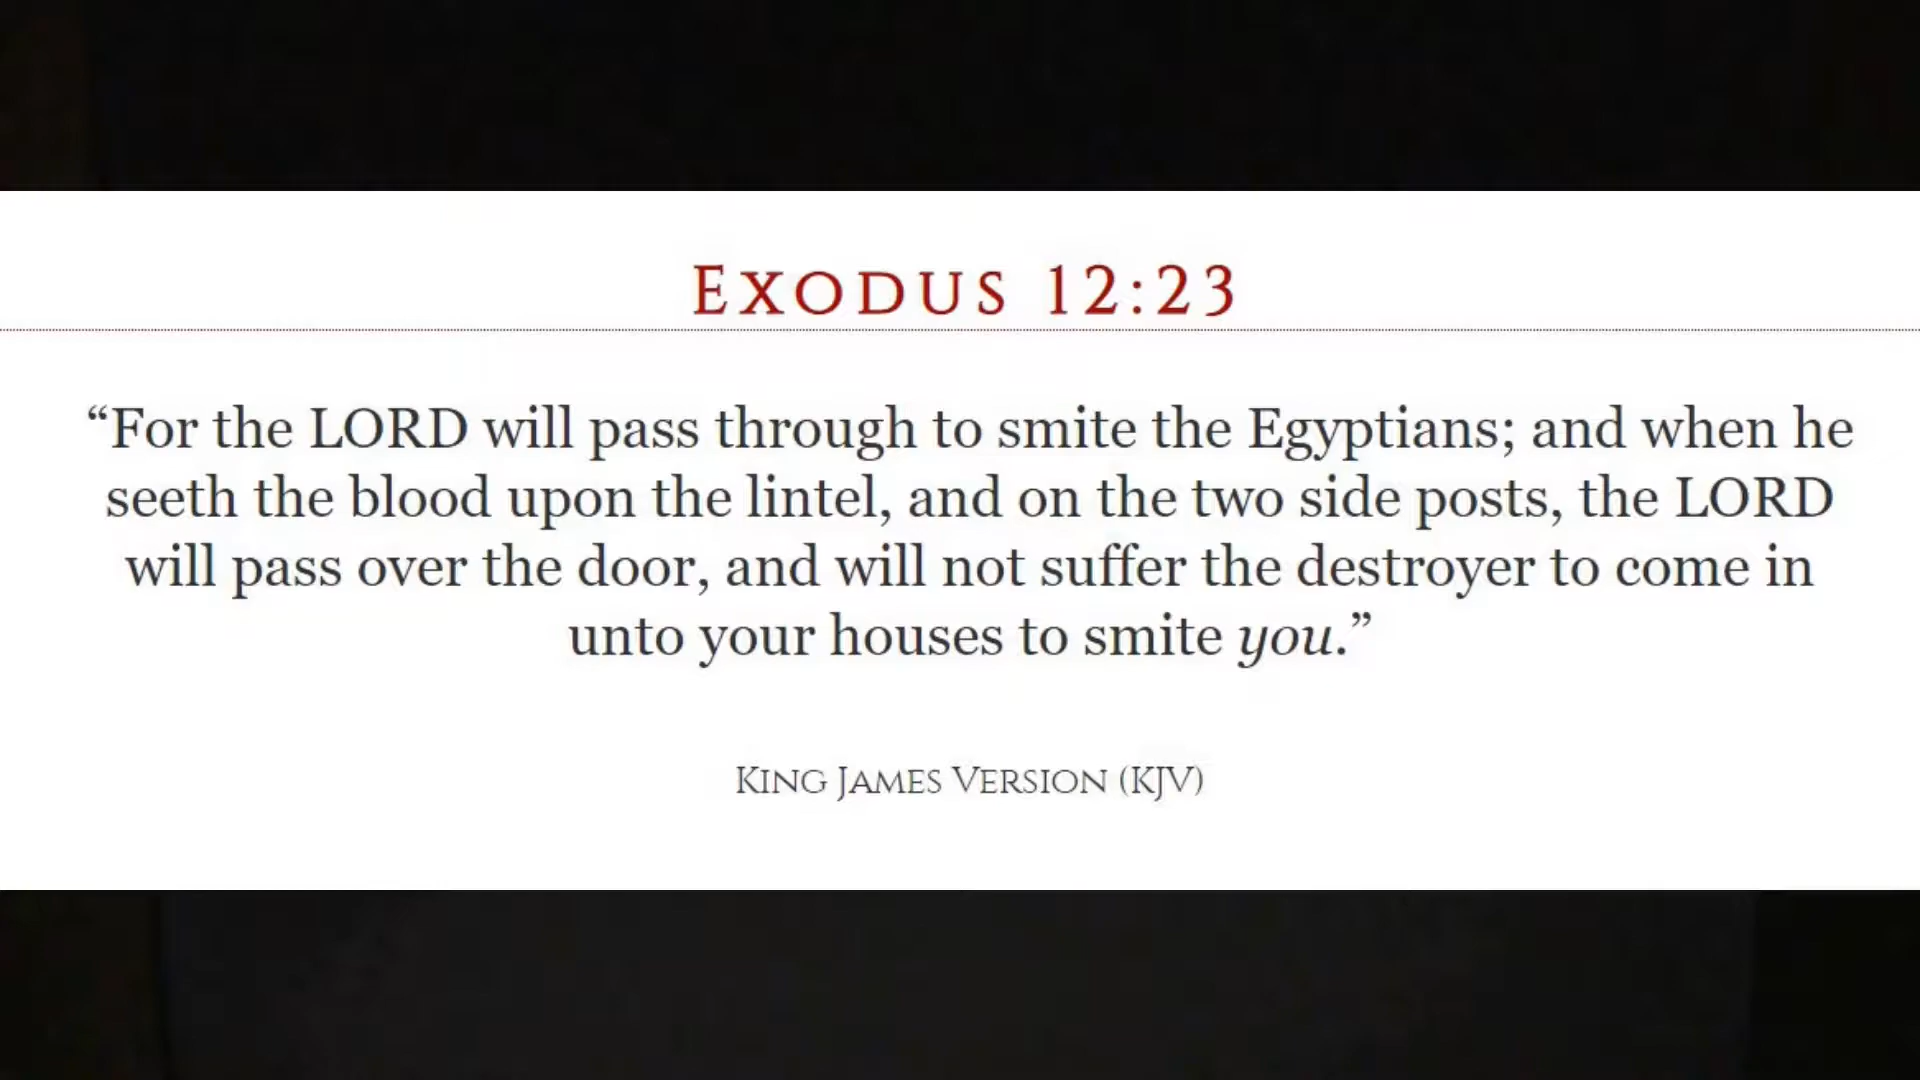 EXODUS 12:23
“For the LORD will pass through to smite the Egyptians; and when he
seeth the blood upon the lintel, and on the two side posts, the LORD
will pass over the door, and will not suffer the destroyer to come in
unto your houses to smite you.”
KING JAMES VERSION (KJV)